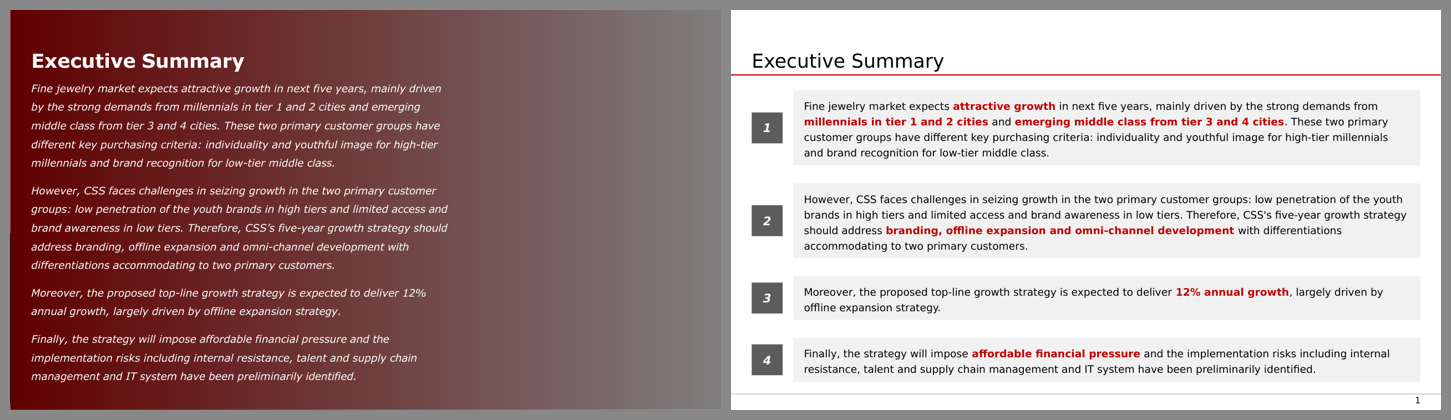 Executive Summary
Fine jewelry market expects attractive growth in next five years, mainly driven
by the strong demands from millennials in tier 1 and 2 cities and emerging
middle class from tier 3 and 4 cities. These two primary customer groups have
different key purchasing criteria: individuality and youthful image for high-tier
millennials and brand recognition for low-tier middle class.
However, CSS faces challenges in seizing growth in the two primary customer
groups: low penetration of the youth brands in high tiers and limited access and
brand awareness in low tiers. Therefore, CSS’s five-year growth strategy should
address branding, offline expansion and omni-channel development with
differentiations accommodating to two primary customers.
Moreover, the proposed top-line growth strategy is expected to deliver 12%
annual growth, largely driven by offline expansion strategy.
Finally, the strategy will impose affordable financial pressure and the
implementation risks including internal resistance, talent and supply chain
management and IT system have been preliminarily identified.
Executive Summary
1
Fine jewelry market expects attractive growth in next five years, mainly driven by the strong demands from
millennials in tier 1 and 2 cities and emerging middle class from tier 3 and 4 cities. These two primary
customer groups have different key purchasing criteria: individuality and youthful image for high-tier millennials
and brand recognition for low-tier middle class.
2
However, CSS faces challenges in seizing growth in the two primary customer groups: low penetration of the youth
brands in high tiers and limited access and brand awareness in low tiers. Therefore, CSS's five-year growth strategy
should address branding, offline expansion and omni-channel development with differentiations
accommodating to two primary customers.
3
Moreover, the proposed top-line growth strategy is expected to deliver 12% annual growth, largely driven by
offline expansion strategy.
4
Finally, the strategy will impose affordable financial pressure and the implementation risks including internal
resistance, talent and supply chain management and IT system have been preliminarily identified.
1